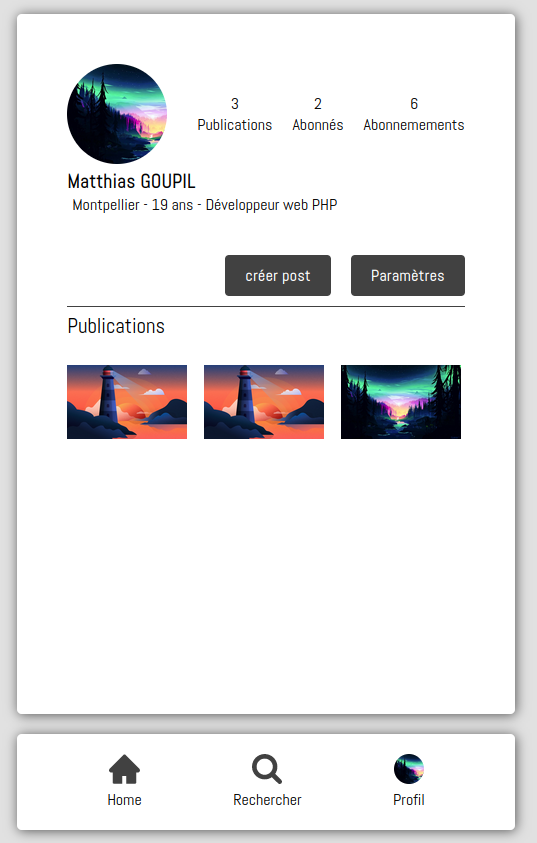 3 2 6
Publications Abonnés Abonnemements
Matthias GOUPIL
Montpellier - 19 ans - Développeur web PHP
créer post Paramètres
Publications
Home Rechercher Profil